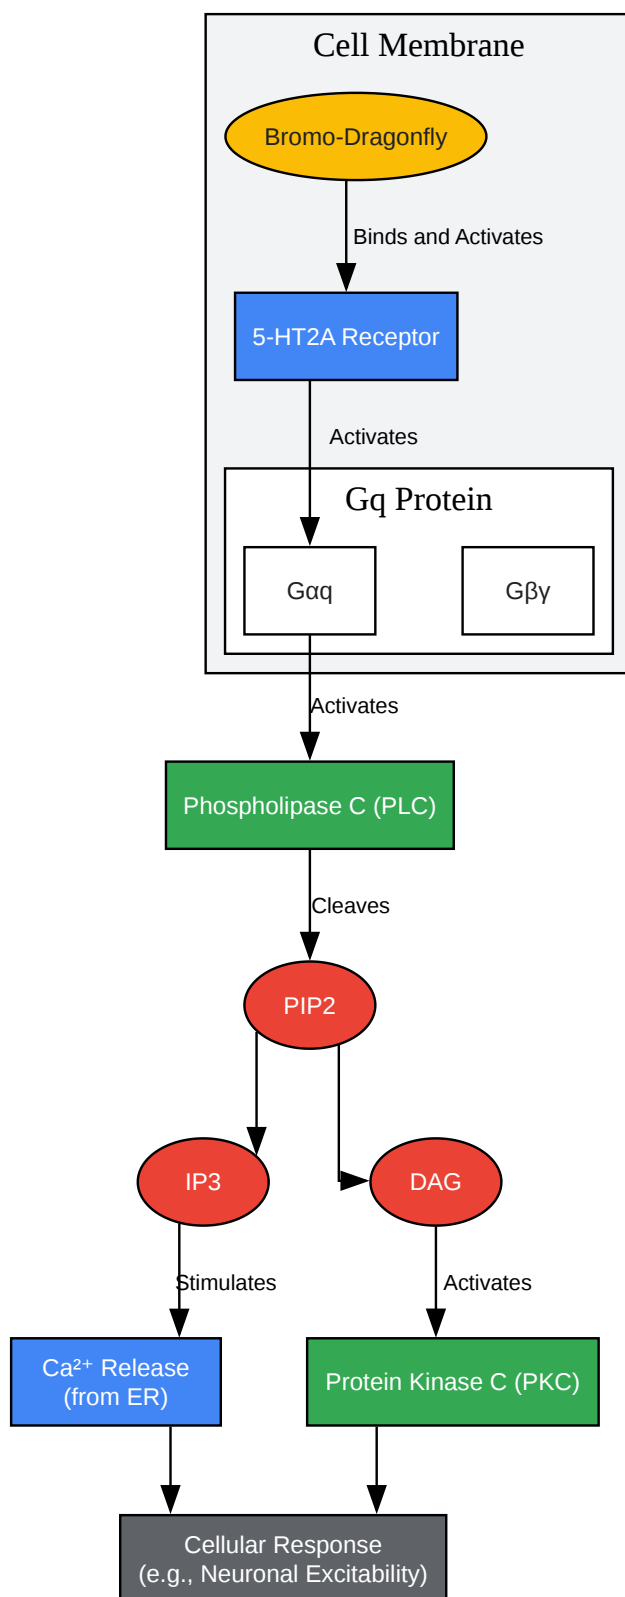 Cell Membrane
Bromo-Dragonfly
Binds and Activates
5-HT2A Receptor
Activates
Gq Protein
Gαq
Gβγ
Activates
Phospholipase C (PLC)
Cleaves
PIP2
IP3
DAG
Stimulates
Activates
Ca²⁺ Release
(from ER)
Protein Kinase C (PKC)
Cellular Response
(e.g., Neuronal Excitability)